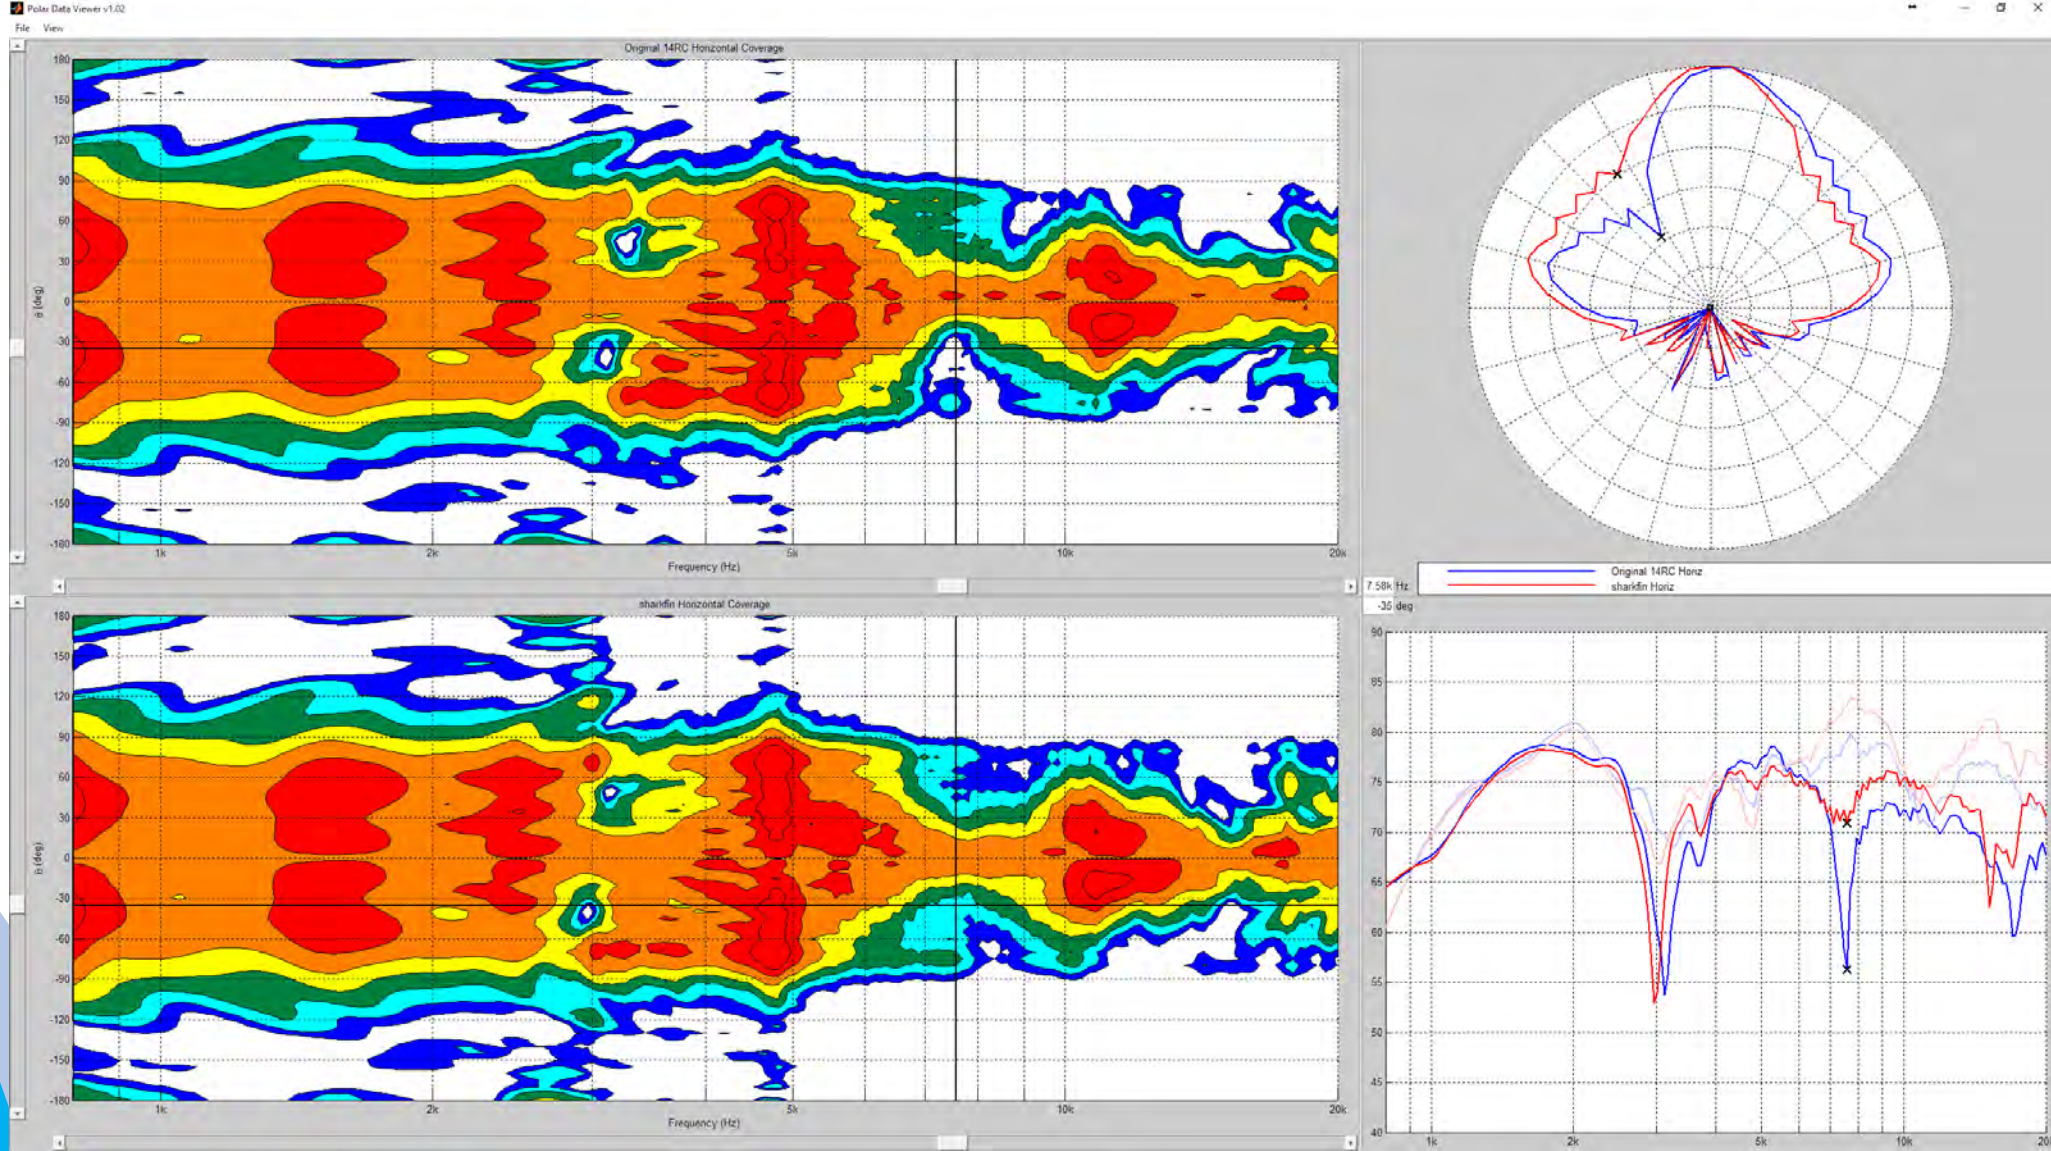 Polar Data Viewer v1.02
File View
Original 14RC Horizontal Coverage
180
150
120
90
60
30
0
-30
-60
-90
-120
-150
-180
θ (deg)
1k 2k 5k 10k 20k
Frequency (Hz)
7.58k Hz
-35 deg
Original 14RC Horiz
sharkfin Horiz
sharkfin Horizontal Coverage
180
150
120
90
60
30
0
-30
-60
-90
-120
-150
-180
θ (deg)
1k 2k 5k 10k 20k
Frequency (Hz)
90
85
80
75
70
65
60
55
50
45
40
1k 2k 5k 10k 20